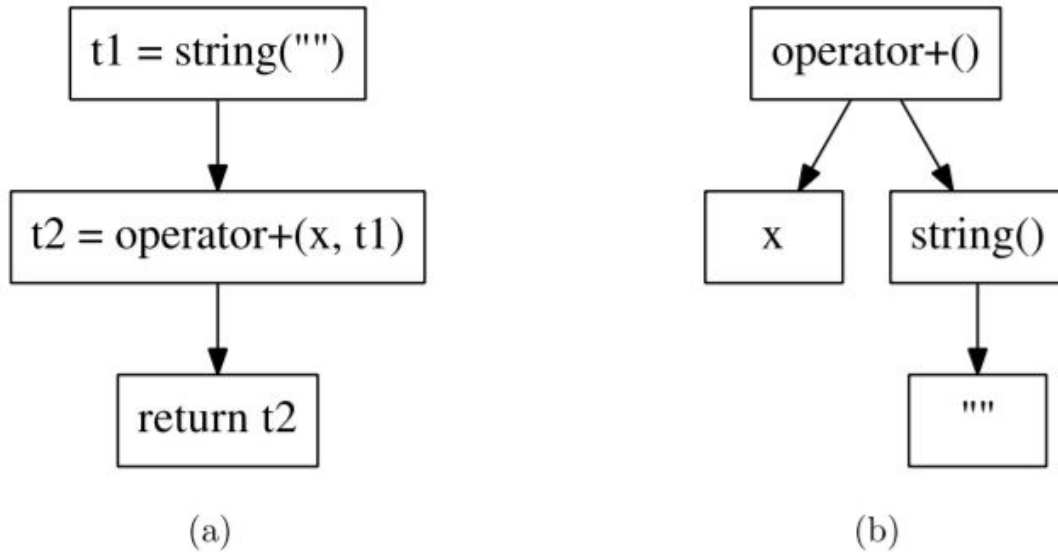 t1 = string("")
t2 = operator+(x, t1)
return t2
(a)
operator+()
x
string()
""
(b)